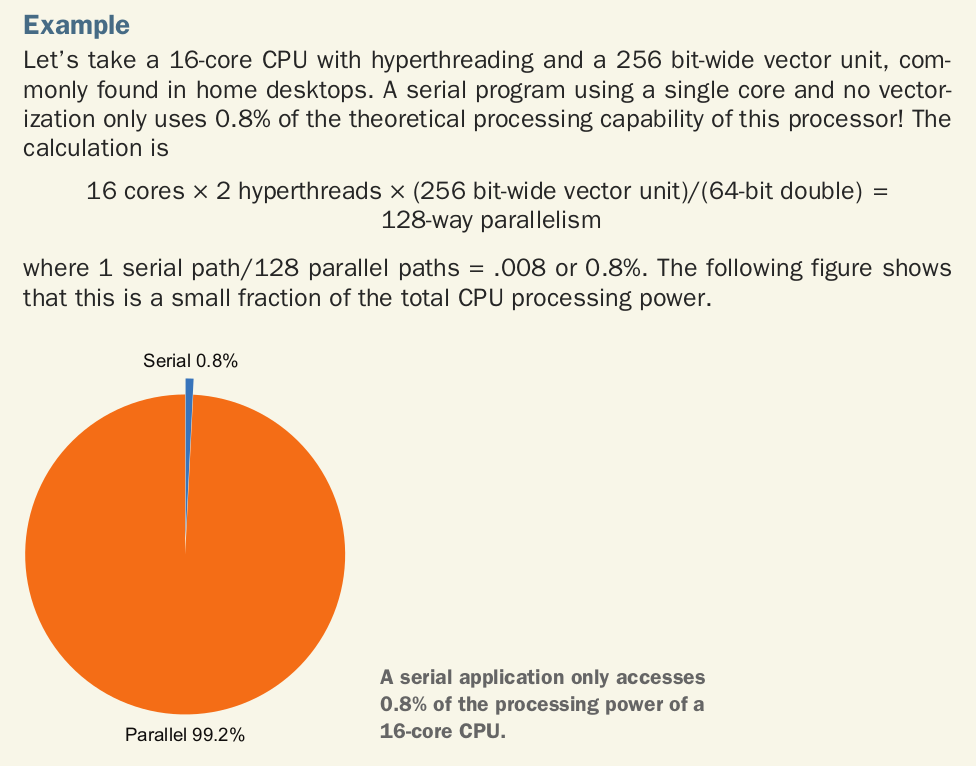 Example
Let's take a 16-core CPU with hyperthreading and a 256 bit-wide vector unit, com-
monly found in home desktops. A serial program using a single core and no vector-
ization only uses 0.8% of the theoretical processing capability of this processor! The
calculation is
16 cores × 2 hyperthreads × (256 bit-wide vector unit)/(64-bit double) =
128-way parallelism
where 1 serial path/128 parallel paths = .008 or 0.8%. The following figure shows
that this is a small fraction of the total CPU processing power.
Serial 0.8%
Parallel 99.2%
A serial application only accesses
0.8% of the processing power of a
16-core CPU.